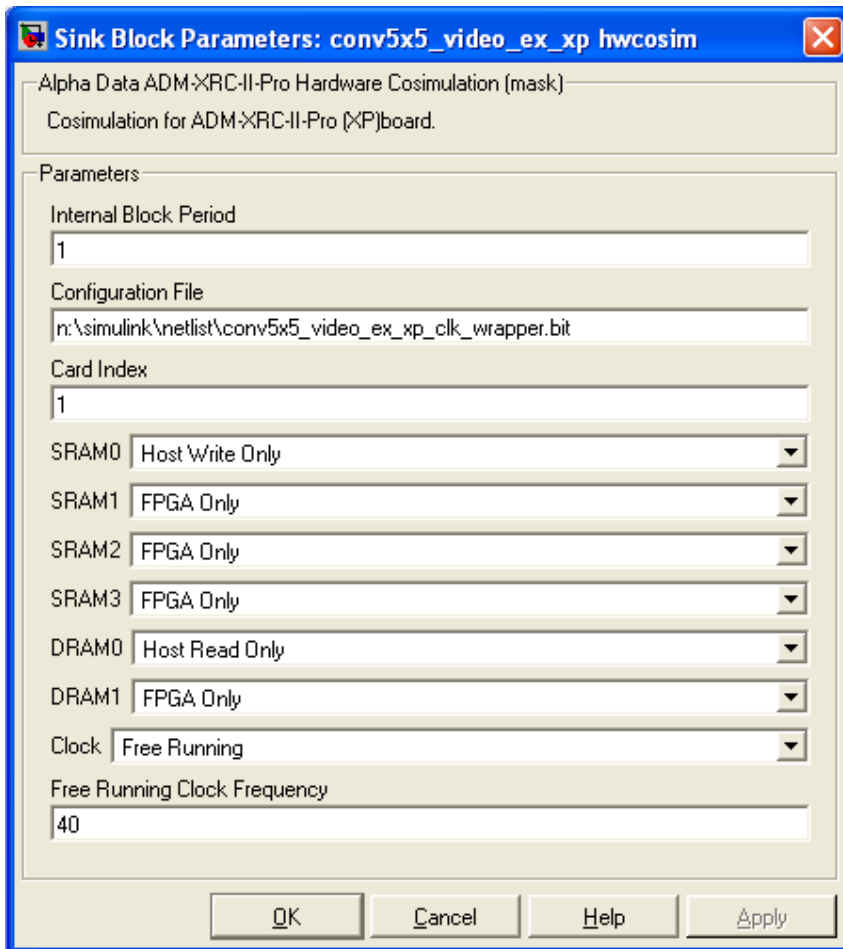 Sink Block Parameters: conv5x5_video_ex_xp hwcosim
Alpha Data ADM-XRC-II-Pro Hardware Cosimulation (mask)
Cosimulation for ADM-XRC-II-Pro (XP)board.
Parameters
Internal Block Period
1
Configuration File
n:\simulink\netlist\conv5x5_video_ex_xp_clk_wrapper.bit
Card Index
1
SRAM0 Host Write Only
SRAM1 FPGA Only
SRAM2 FPGA Only
SRAM3 FPGA Only
DRAM0 Host Read Only
DRAM1 FPGA Only
Clock Free Running
Free Running Clock Frequency
40
OK Cancel Help Apply